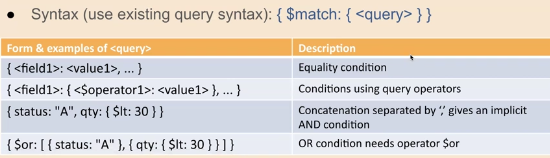 ● Syntax (use existing query syntax): { $match: { <query> } }
Form & examples of <query> Description
{ <field1>: <value1>, ... } Equality condition
{ <field1>: { <$operator1>: <value1> }, ... } Conditions using query operators
{ status: "A", qty: { $lt: 30 } } Concatenation separated by ‘,’ gives an implicit
AND condition
{ $or: [ { status: "A" }, { qty: { $lt: 30 } } ] } OR condition needs operator $or